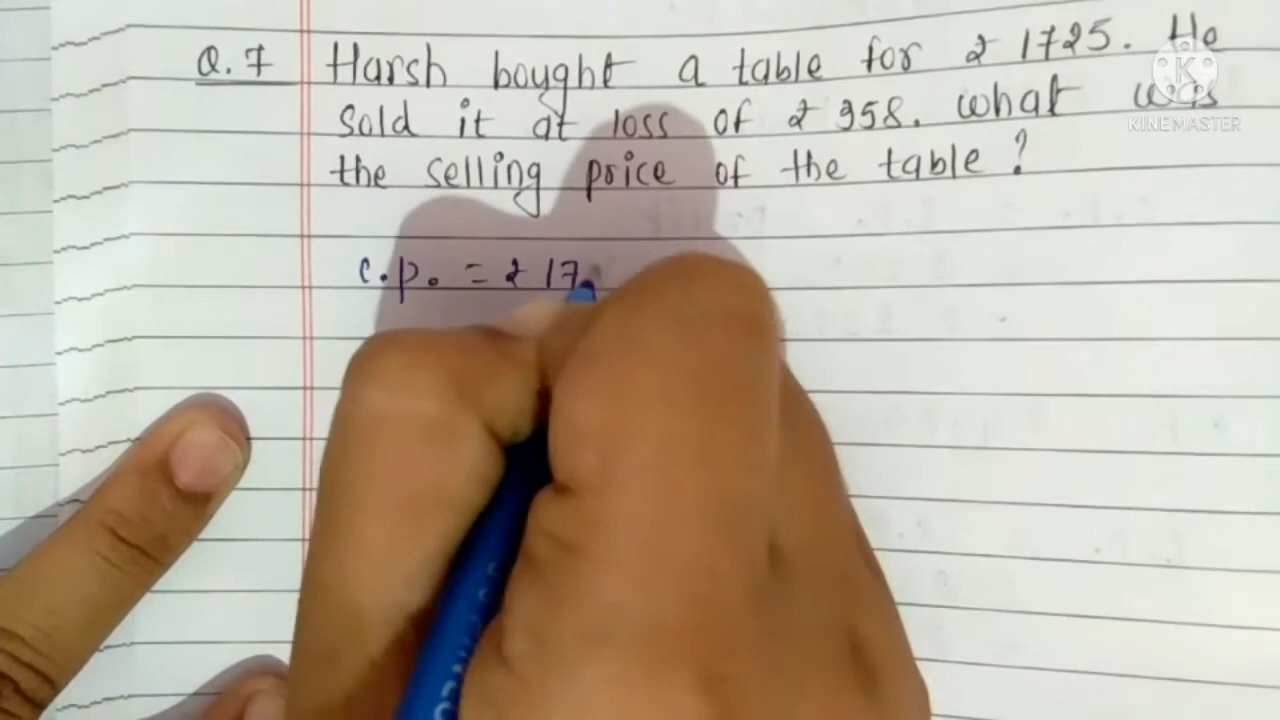 Q.7 Harsh bought a table for ₹ 1725. He
sold it at loss of ₹ 358. what was
the selling price of the table?
c.p. = ₹ 17
KINEMASTER